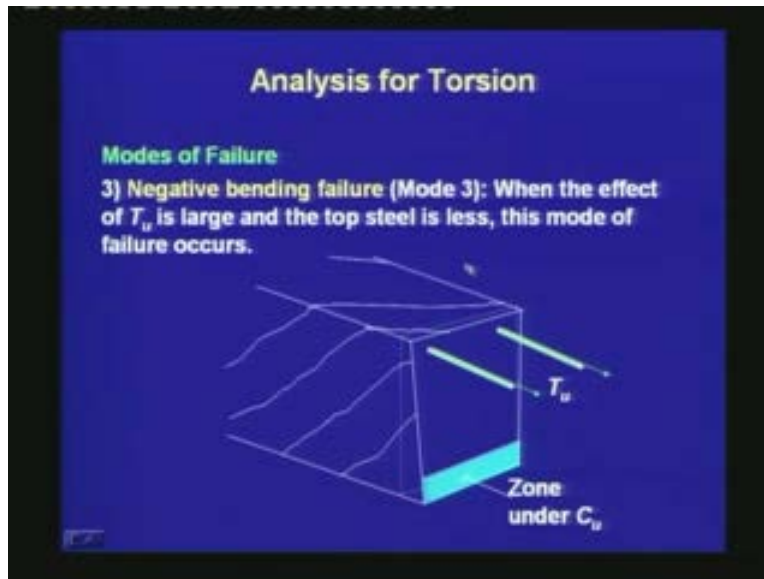 Analysis for Torsion
Modes of Failure
3) Negative bending failure (Mode 3): When the effect
of Tu is large and the top steel is less, this mode of
failure occurs.
Tu
Zone
under Cu